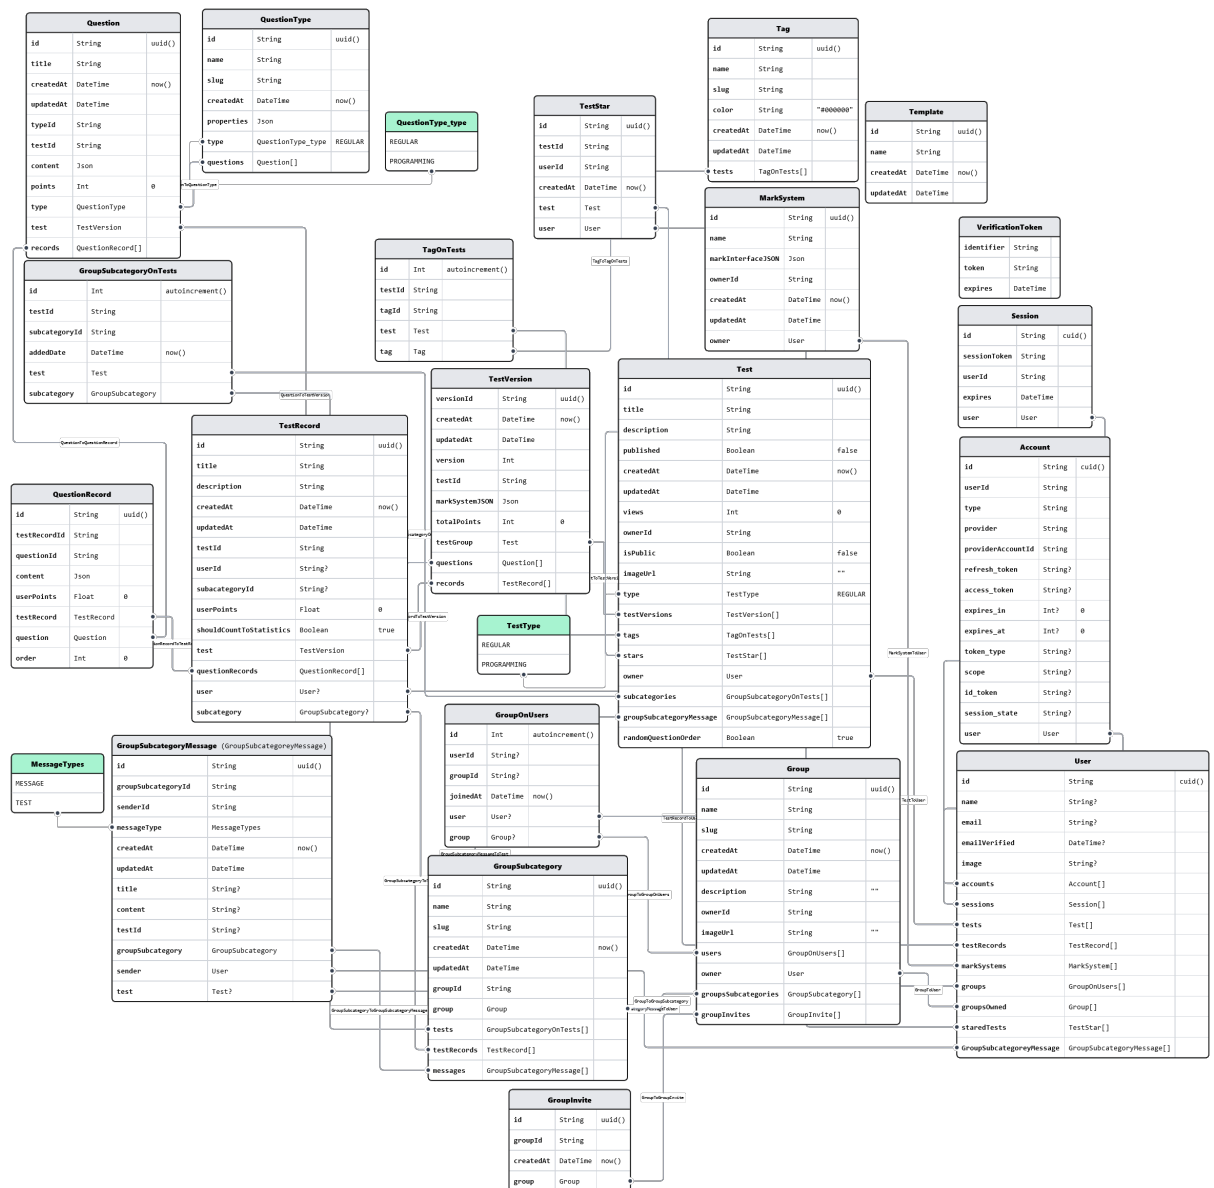 Question
id String uuid()
title String
createdAt DateTime now()
updatedAt DateTime
typeId String
testId String
content Json
points Int 0
type QuestionType
test TestVersion
records QuestionRecord[]
QuestionType
id String uuid()
name String
slug String
createdAt DateTime now()
properties Json
type QuestionType_type REGULAR
questions Question[]
QuestionType_type
REGULAR
PROGRAMMING
TestStar
id String uuid()
testId String
userId String
createdAt DateTime now()
test Test
user User
Tag
id String uuid()
name String
slug String
color String "#000000"
createdAt DateTime now()
updatedAt DateTime
tests TagOnTests[]
Template
id String uuid()
name String
createdAt DateTime now()
updatedAt DateTime
MarkSystem
id String uuid()
name String
markInterfaceJSON Json
ownerId String
createdAt DateTime now()
updatedAt DateTime
owner User
VerificationToken
identifier String
token String
expires DateTime
GroupSubcategoryOnTests
id Int autoincrement()
testId String
subcategoryId String
addedDate DateTime now()
test Test
subcategory GroupSubcategory
TagOnTests
id Int autoincrement()
testId String
tagId String
test Test
tag Tag
TagToTagOnTests
Session
id String cuid()
sessionToken String
userId String
expires DateTime
user User
TestVersion
versionId String uuid()
createdAt DateTime now()
updatedAt DateTime
version Int
testId String
markSystemJSON Json
totalPoints Int 0
testGroup Test
questions Question[]
records TestRecord[]
Test
id String uuid()
title String
description String
published Boolean false
createdAt DateTime now()
updatedAt DateTime
views Int 0
ownerId String
isPublic Boolean false
imageUrl String ""
type TestType REGULAR
testVersions TestVersion[]
tags TagOnTests[]
stars TestStar[]
owner User
subcategories GroupSubcategoryOnTests[]
groupSubcategoryMessage GroupSubcategoryMessage[]
randomQuestionOrder Boolean true
QuestionToTestVersion
QuestionToQuestionRecord
TestRecord
id String uuid()
title String
description String
createdAt DateTime now()
updatedAt DateTime
testId String
userId String?
subacategoryId String?
userPoints Float 0
shouldCountToStatistics Boolean true
test TestVersion
questionRecords QuestionRecord[]
user User?
subcategory GroupSubcategory?
Account
id String cuid()
userId String
type String
provider String
providerAccountId String
refresh_token String?
access_token String?
expires_in Int? 0
expires_at Int? 0
token_type String?
scope String?
id_token String?
session_state String?
user User
QuestionRecord
id String uuid()
testRecordId String
questionId String
content Json
userPoints Float 0
testRecord TestRecord
question Question
order Int 0
TestType
REGULAR
PROGRAMMING
MarkSystemToUser
GroupOnUsers
id Int autoincrement()
userId String?
groupId String?
joinedAt DateTime now()
user User?
group Group?
GroupSubcategoryMessage (GroupSubcategoreyMessage)
id String uuid()
groupSubcategoryId String
senderId String
messageType MessageTypes
createdAt DateTime now()
updatedAt DateTime
title String?
content String?
testId String?
groupSubcategory GroupSubcategory
sender User
test Test?
MessageTypes
MESSAGE
TEST
Group
id String uuid()
name String
slug String
createdAt DateTime now()
updatedAt DateTime
description String ""
ownerId String
imageUrl String ""
users GroupOnUsers[]
owner User
groupsSubcategories GroupSubcategory[]
groupInvites GroupInvite[]
User
id String cuid()
name String?
email String?
emailVerified DateTime?
image String?
accounts Account[]
sessions Session[]
tests Test[]
testRecords TestRecord[]
markSystems MarkSystem[]
groups GroupOnUsers[]
groupsOwned Group[]
staredTests TestStar[]
GroupSubcategoreyMessage GroupSubcategoryMessage[]
TestToUser
GroupToUser
GroupSubcategoryMessageToTest
GroupSubcategory
id String uuid()
name String
slug String
createdAt DateTime now()
updatedAt DateTime
groupId String
group Group
tests GroupSubcategoryOnTests[]
testRecords TestRecord[]
messages GroupSubcategoryMessage[]
GroupToGroupSubcategory
GroupSubcategoryToGroupSubcategoryMessage
GroupToGroupInvite
GroupInvite
id String uuid()
groupId String
createdAt DateTime now()
group Group